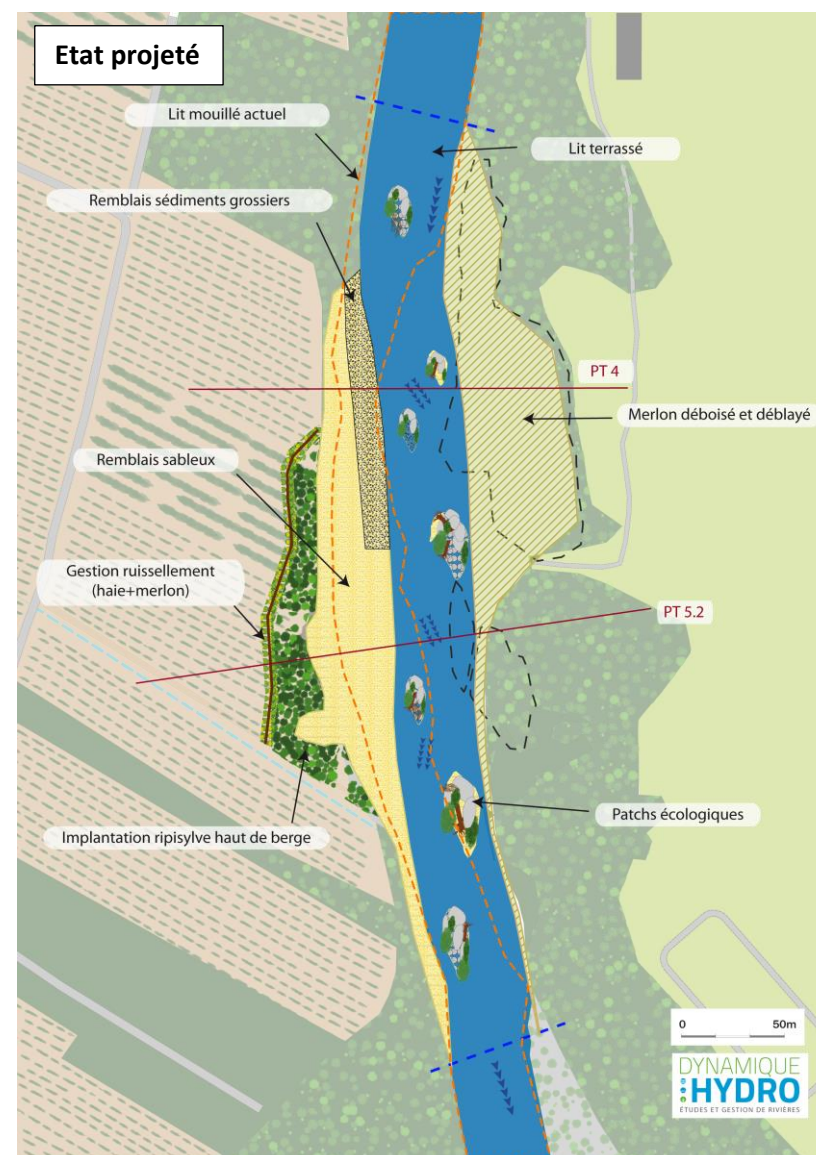 Etat projeté
Lit mouillé actuel
Lit terrassé
Remblais sédiments grossiers
PT 4
Merlon déboisé et déblayé
Remblais sableux
Gestion ruissellement
(haie+merlon)
PT 5.2
Patchs écologiques
Implantation ripisylve haut de berge
0 50m
DYNAMIQUE
HYDRO
ÉTUDES ET GESTION DE RIVIÈRES